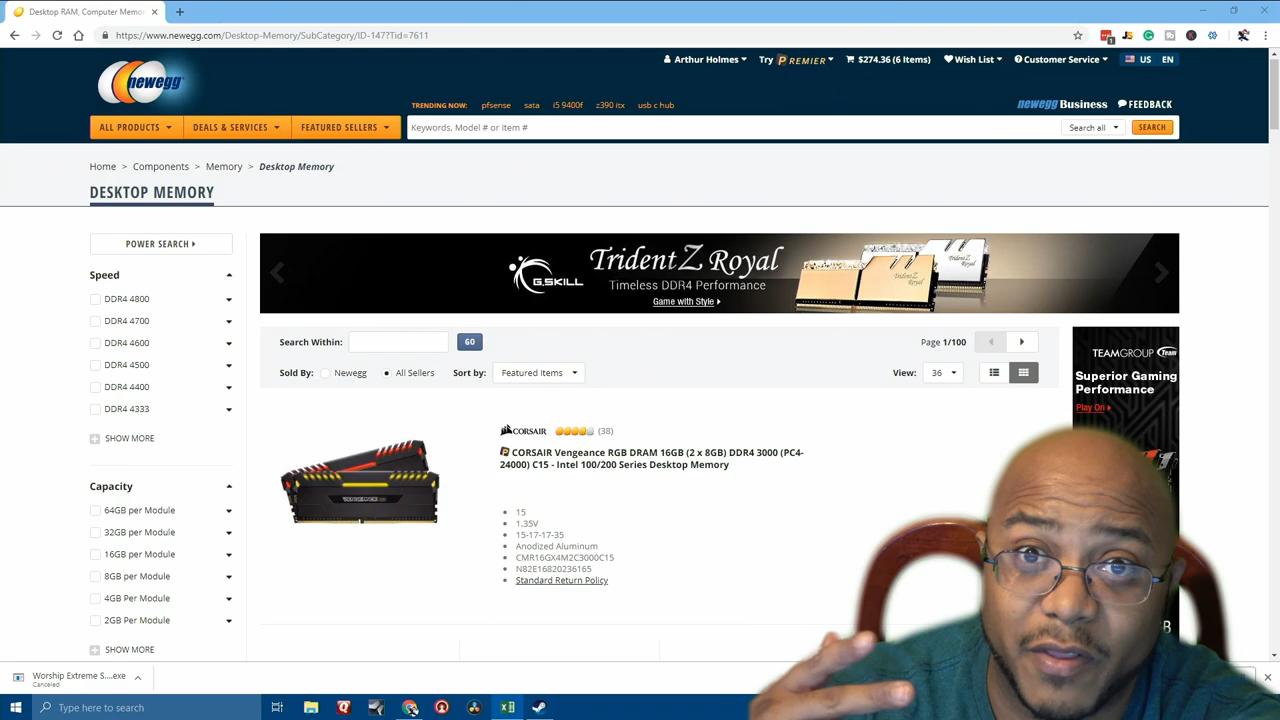 Desktop RAM, Computer Memo
https://www.newegg.com/Desktop-Memory/SubCategory/ID-147?Tid=7611
1
newegg
Arthur Holmes
Try PREMIER
$274.36 (6 Items)
Wish List
Customer Service
US
EN
TRENDING NOW: pfsense sata i5 9400f z390 itx usb c hub
newegg Business
FEEDBACK
ALL PRODUCTS
DEALS & SERVICES
FEATURED SELLERS
Keywords, Model # or Item #
Search all
SEARCH
Home > Components > Memory > Desktop Memory
DESKTOP MEMORY
POWER SEARCH
Speed
DDR4 4800
DDR4 4700
DDR4 4600
DDR4 4500
DDR4 4400
DDR4 4333
SHOW MORE
Capacity
64GB per Module
32GB per Module
16GB per Module
8GB per Module
4GB Per Module
2GB Per Module
SHOW MORE
G.SKILL
TridentZ Royal
Timeless DDR4 Performance
Game with Style
Search Within:
GO
Page 1/100
Sold By: Newegg All Sellers
Sort by: Featured Items
View: 36
CORSAIR (38)
CORSAIR Vengeance RGB DRAM 16GB (2 x 8GB) DDR4 3000 (PC4-
24000) C15 - Intel 100/200 Series Desktop Memory
15
1.35V
15-17-17-35
Anodized Aluminum
CMR16GX4M2C3000C15
N82E16820236165
Standard Return Policy
VENGEANCE
TEAMGROUP Team
Superior Gaming
Performance
Play On
Worship Extreme S....exe
Canceled
Type here to search